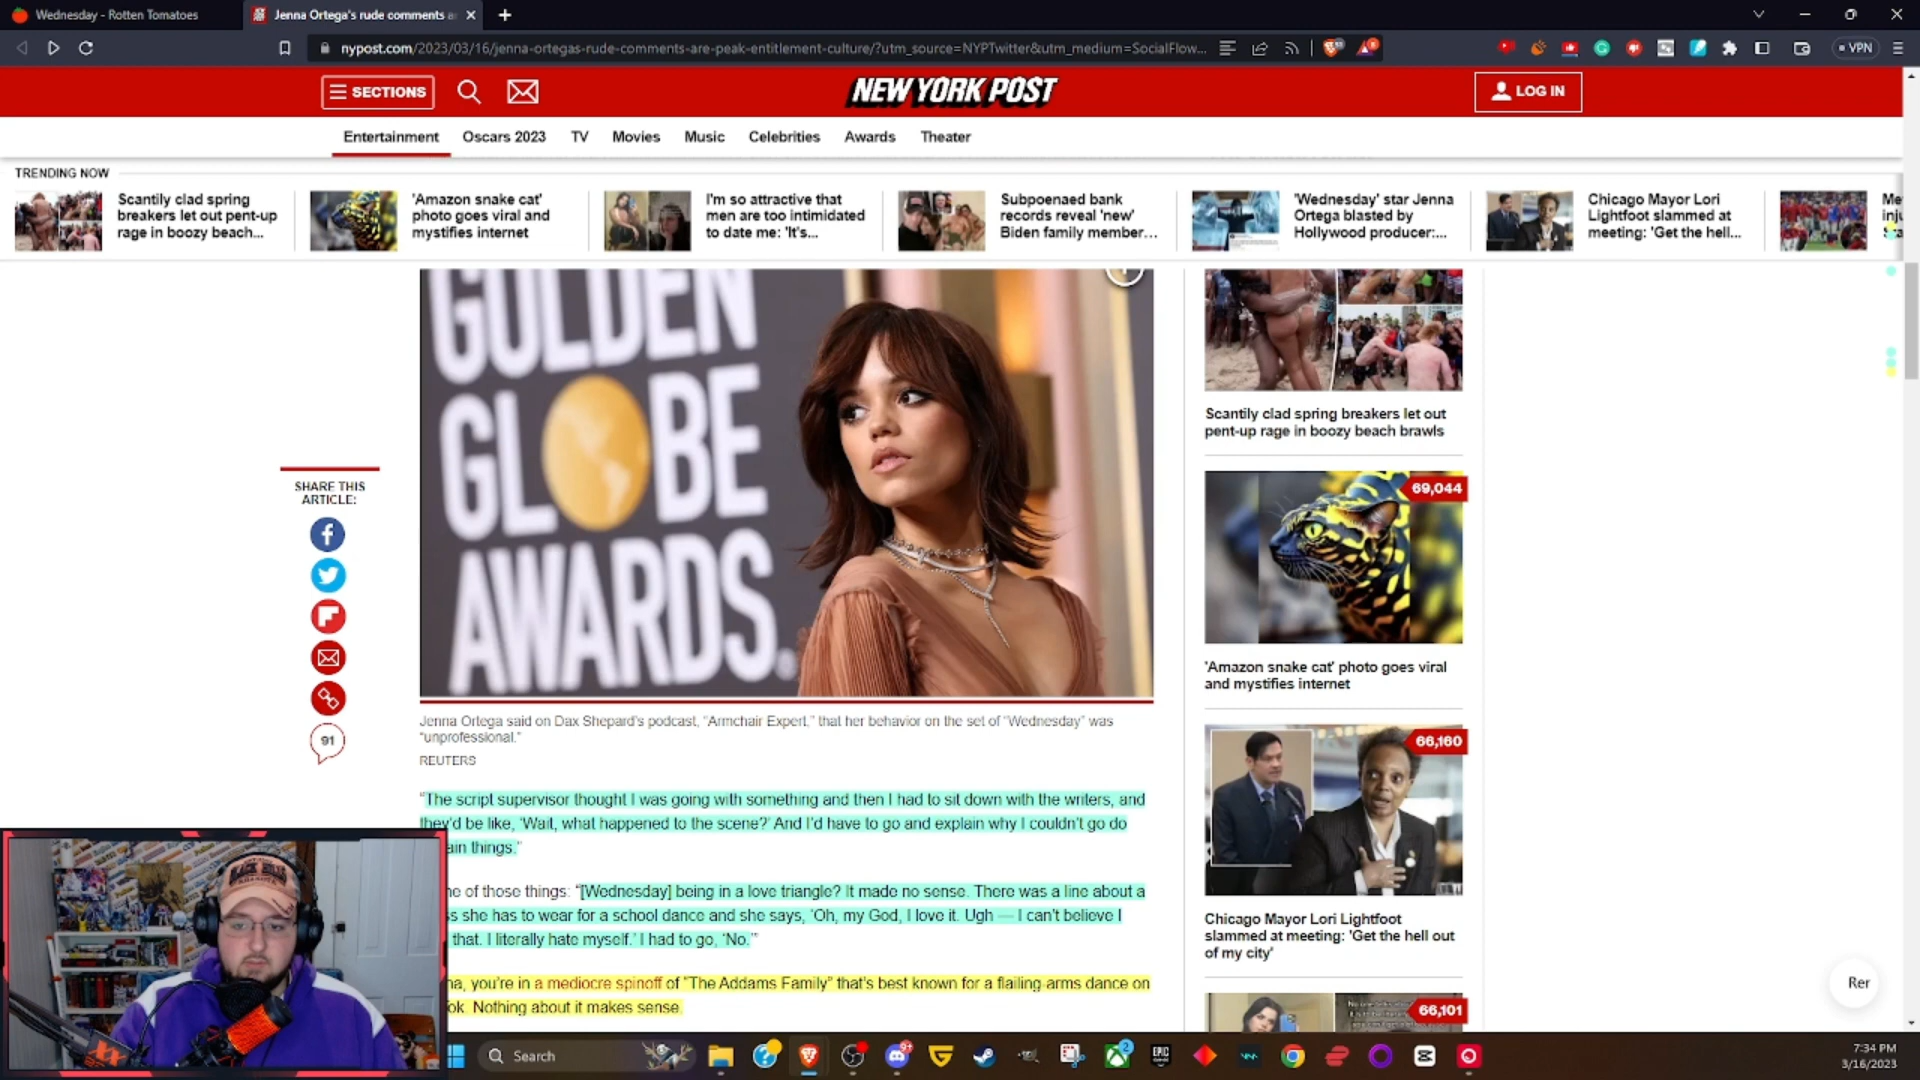 Wednesday - Rotten Tomatoes
Jenna Ortega's rude comments a
nypost.com/2023/03/16/jenna-ortegas-rude-comments-are-peak-entitlement-culture/?utm_source=NYPTwitter&utm_medium=SocialFlow...
VPN
SECTIONS
NEW YORK POST
LOG IN
Entertainment
Oscars 2023
TV
Movies
Music
Celebrities
Awards
Theater
TRENDING NOW
Scantily clad spring
breakers let out pent-up
rage in boozy beach...
'Amazon snake cat'
photo goes viral and
mystifies internet
I'm so attractive that
men are too intimidated
to date me: 'It's...
Subpoenaed bank
records reveal 'new'
Biden family member...
'Wednesday' star Jenna
Ortega blasted by
Hollywood producer:...
Chicago Mayor Lori
Lightfoot slammed at
meeting: 'Get the hell...
Me
inju
GOLDEN
GLOBE
AWARDS.
SHARE THIS
ARTICLE:
91
Jenna Ortega said on Dax Shepard's podcast, "Armchair Expert," that her behavior on the set of "Wednesday" was
"unprofessional."
REUTERS
"The script supervisor thought I was going with something and then I had to sit down with the writers, and
they'd be like, 'Wait, what happened to the scene?' And I'd have to go and explain why I couldn't go do
ain things."
ne of those things: "[Wednesday] being in a love triangle? It made no sense. There was a line about a
ss she has to wear for a school dance and she says, 'Oh, my God, I love it. Ugh — I can't believe I
that. I literally hate myself.' I had to go, 'No.'"
na, you're in a mediocre spinoff of "The Addams Family" that's best known for a flailing-arms dance on
ok. Nothing about it makes sense.
Scantily clad spring breakers let out
pent-up rage in boozy beach brawls
69,044
'Amazon snake cat' photo goes viral
and mystifies internet
66,160
Chicago Mayor Lori Lightfoot
slammed at meeting: 'Get the hell out
of my city'
66,101
Rer
BLACK HILLS
Search
9+
2
EPIC
7:34 PM
3/16/2023